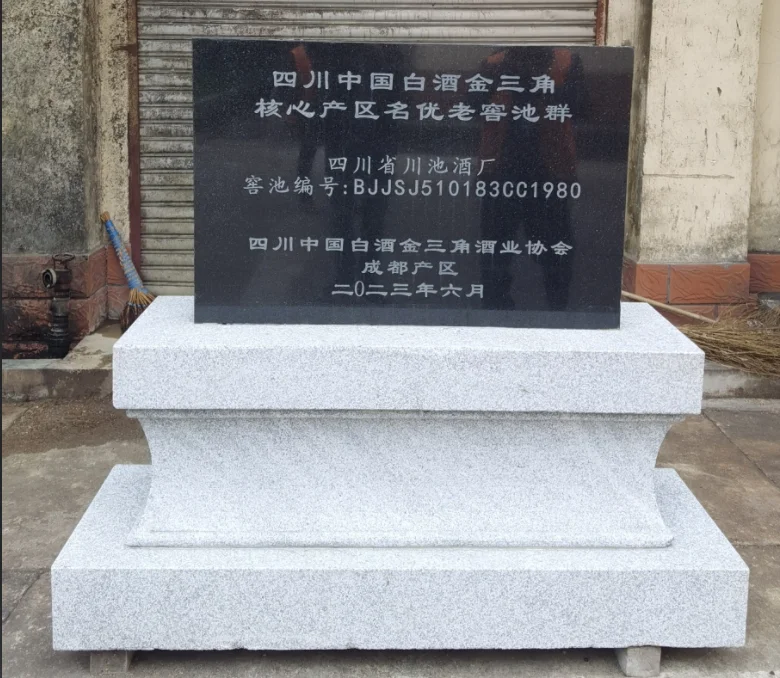 四川中国白酒金三角
核心产区名优老窖池群
四川省川池酒厂
窖池编号:BJJSJ510183CC1980
四川中国白酒金三角酒业协会
成都产区
二0二三年六月